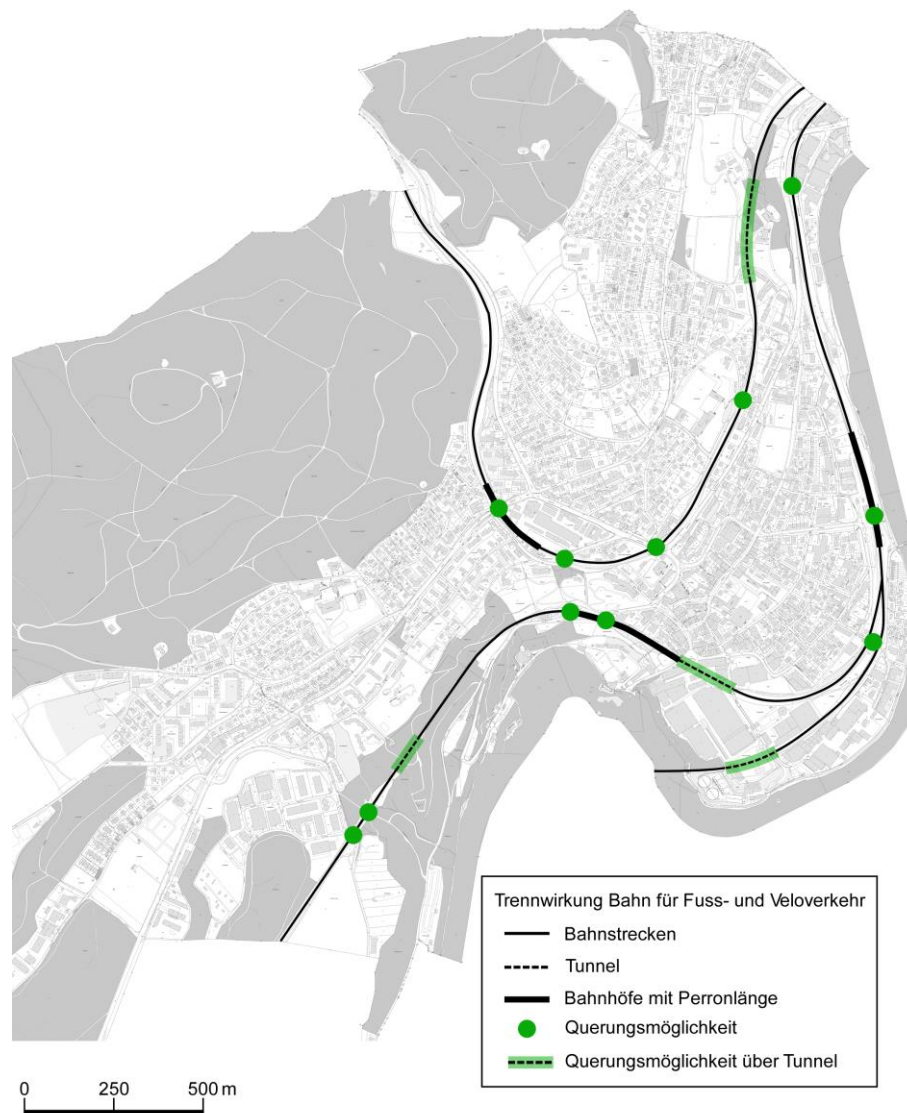 Trennwirkung Bahn für Fuss- und Veloverkehr
Bahnstrecken
Tunnel
Bahnhöfe mit Perronlänge
Querungsmöglichkeit
Querungsmöglichkeit über Tunnel
0 250 500 m